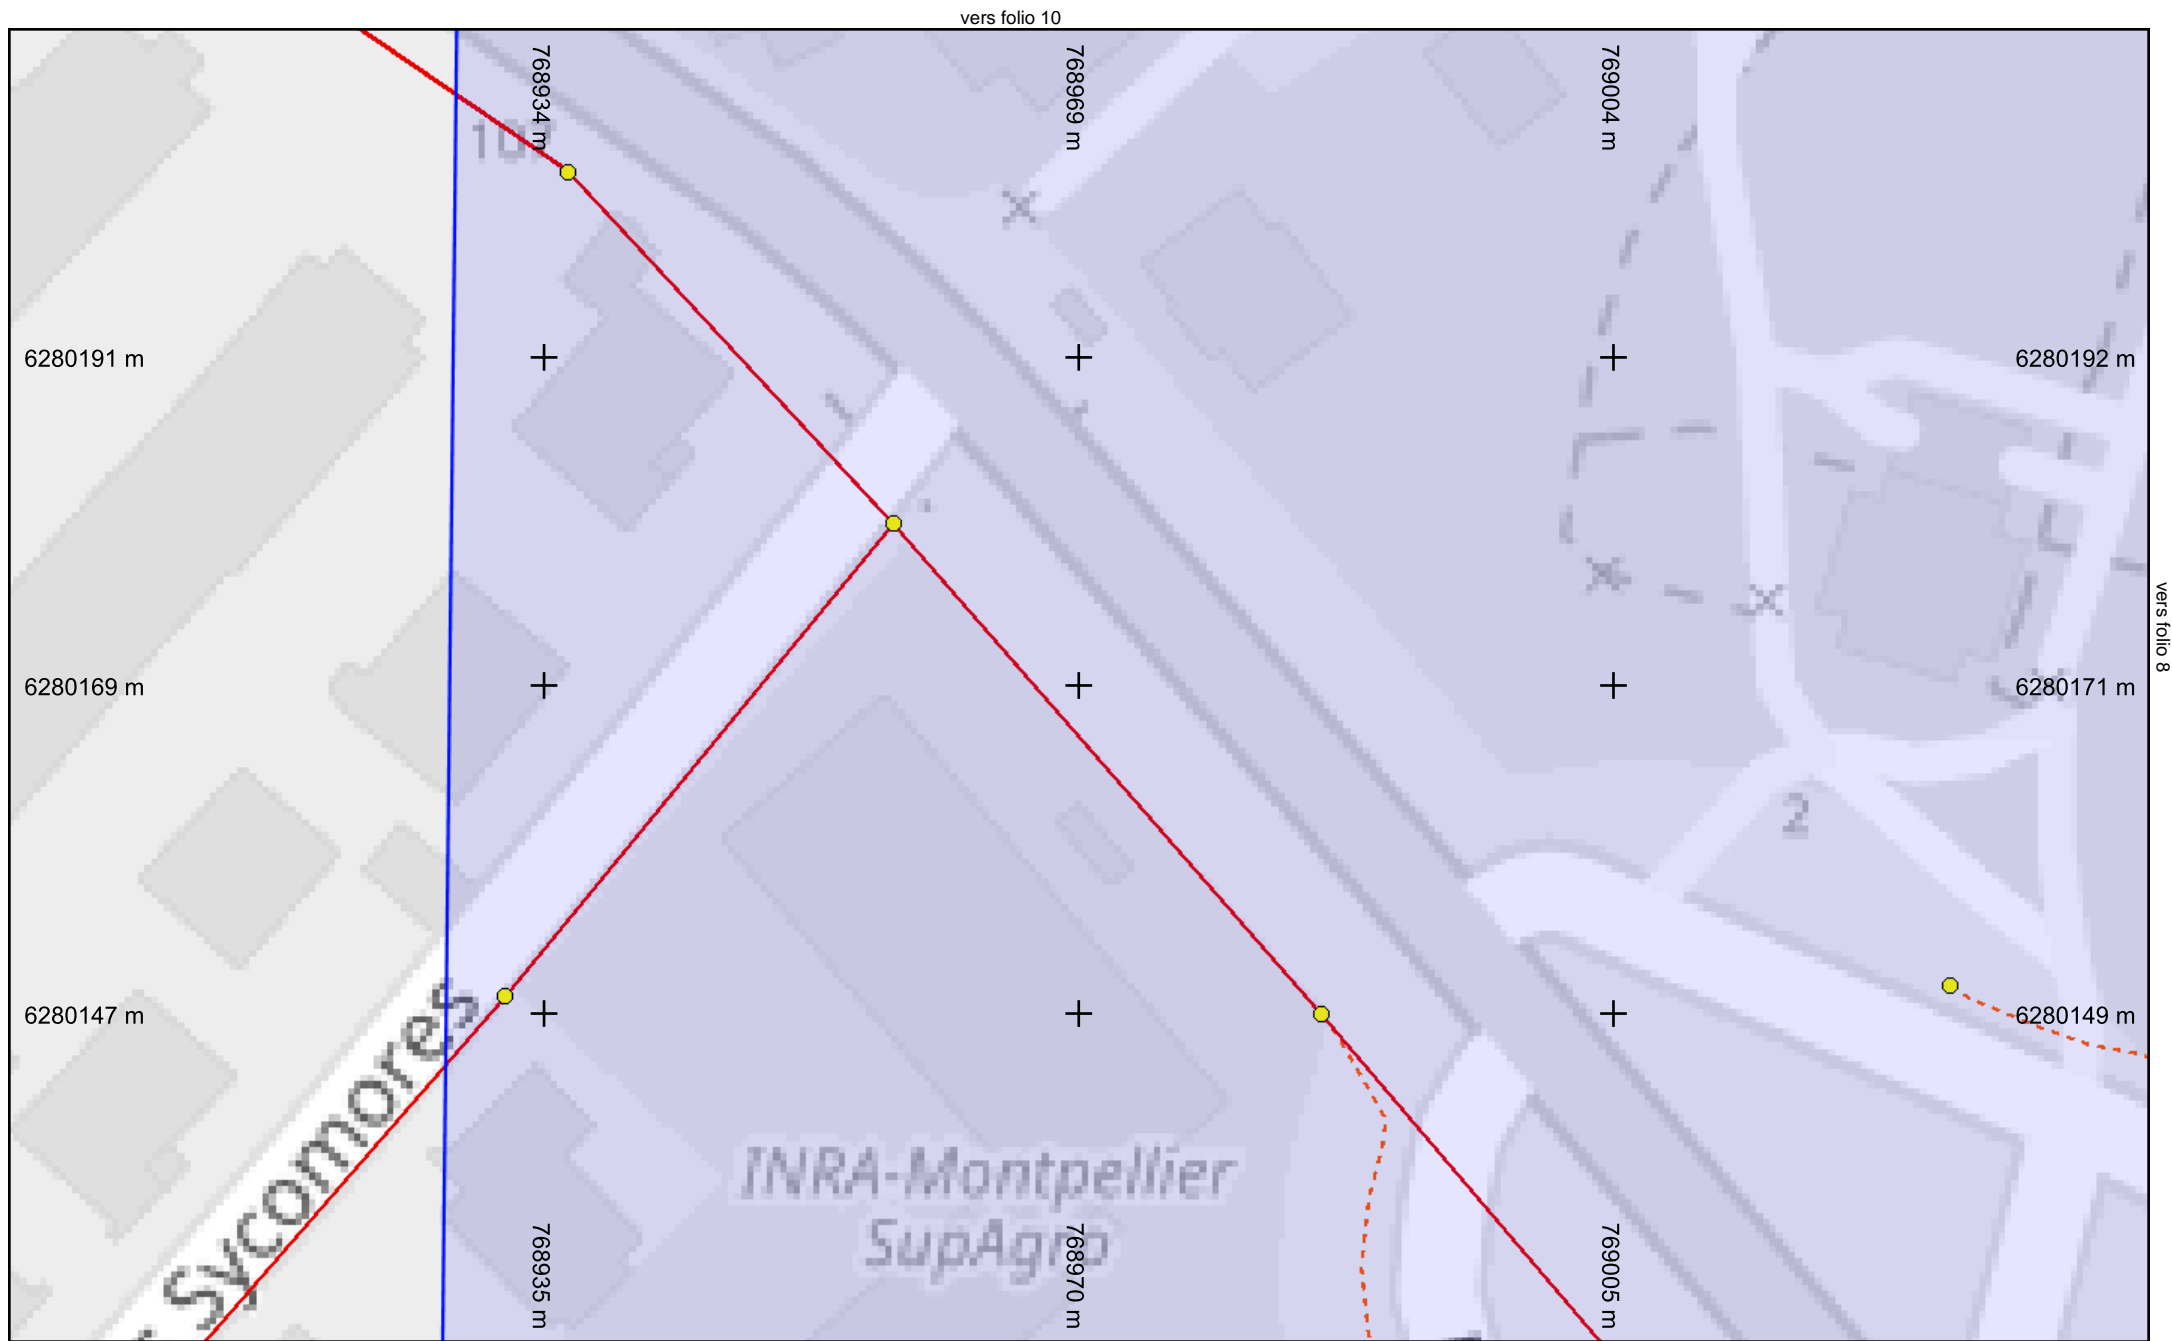 vers folio 10
768934 m
768969 m
769004 m
107
6280191 m
6280192 m
vers folio 8
6280169 m
6280171 m
2
6280147 m
6280149 m
Sycomores
INRA-Montpellier
SupAgro
768935 m
768970 m
769005 m